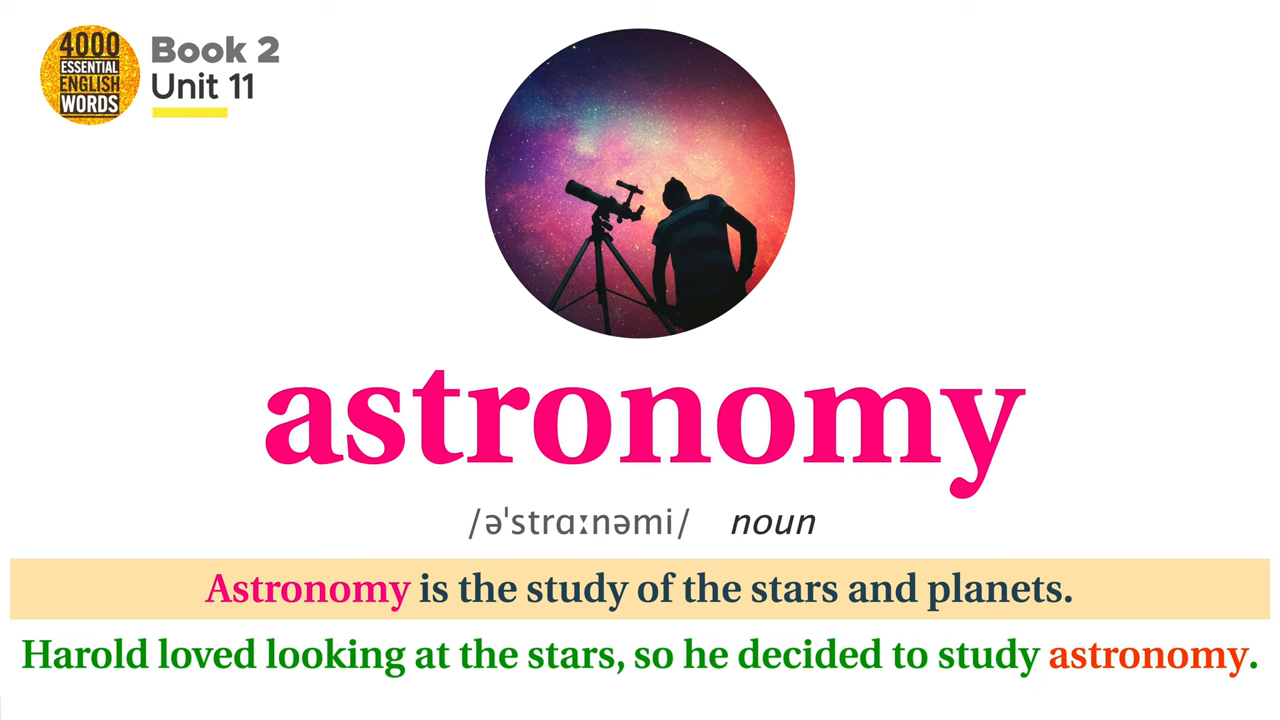 4000
ESSENTIAL
ENGLISH
WORDS
Book 2
Unit 11
astronomy
/əˈstrɑːnəmi/ noun
Astronomy is the study of the stars and planets.
Harold loved looking at the stars, so he decided to study astronomy.